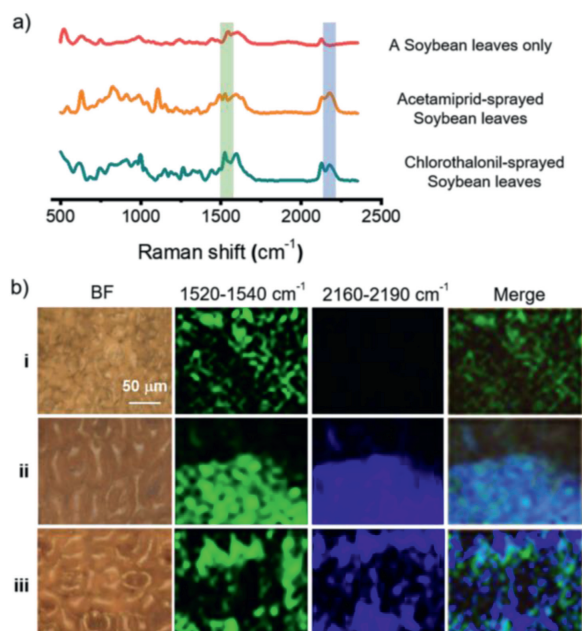 a)
A Soybean leaves only
Acetamiprid-sprayed
Soybean leaves
Chlorothalonil-sprayed
Soybean leaves
500 1000 1500 2000 2500
Raman shift (cm⁻¹)
b) BF 1520-1540 cm⁻¹ 2160-2190 cm⁻¹ Merge
i
50 μm
ii
iii